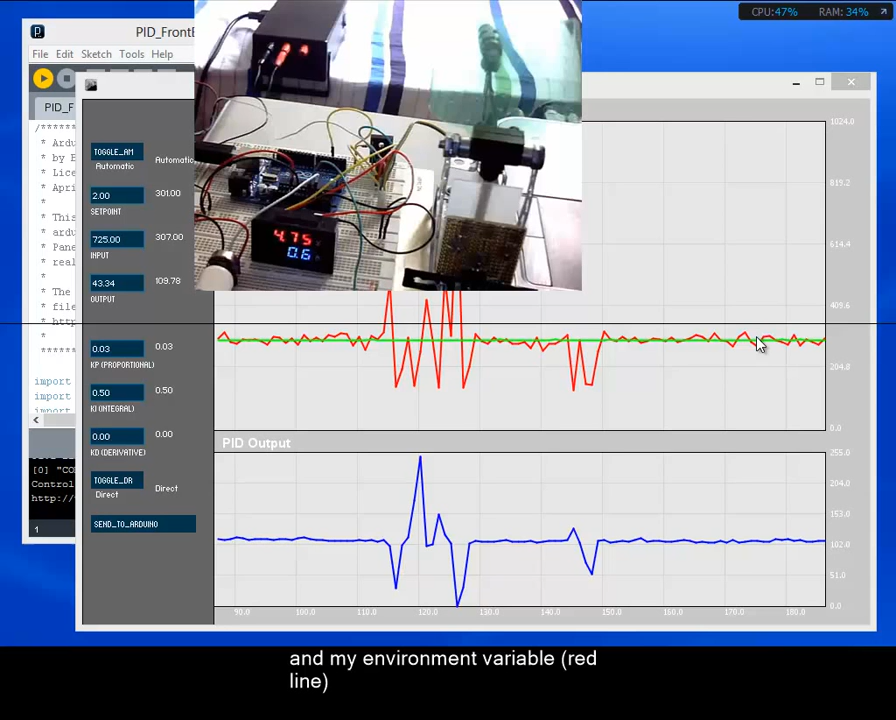 CPU:47% RAM: 34%
PID_FrontE
File Edit Sketch Tools Help
PID_F
/*******
* Ardu
* by B
* Lice
* Apri
*
* This
* ardu
* Pane
* rea
*
* The
* file
* http
*
import
import
import
[0] "CO
Control
http://
1
TOGGLE_AM
Automatic Automatic
2.00 301.00
SETPOINT
725.00 307.00
INPUT
43.34 109.78
OUTPUT
0.03 0.03
KP (PROPORTIONAL)
0.50 0.50
KI (INTEGRAL)
0.00 0.00
KD (DERIVATIVE)
TOGGLE_DR
Direct Direct
SEND_TO_ARDUINO
4.75
0.6
1024.0
819.2
614.4
409.6
204.8
0.0
PID Output
255.0
204.0
153.0
102.0
51.0
0.0
90.0 100.0 110.0 120.0 130.0 140.0 150.0 160.0 170.0 180.0
and my environment variable (red
line)